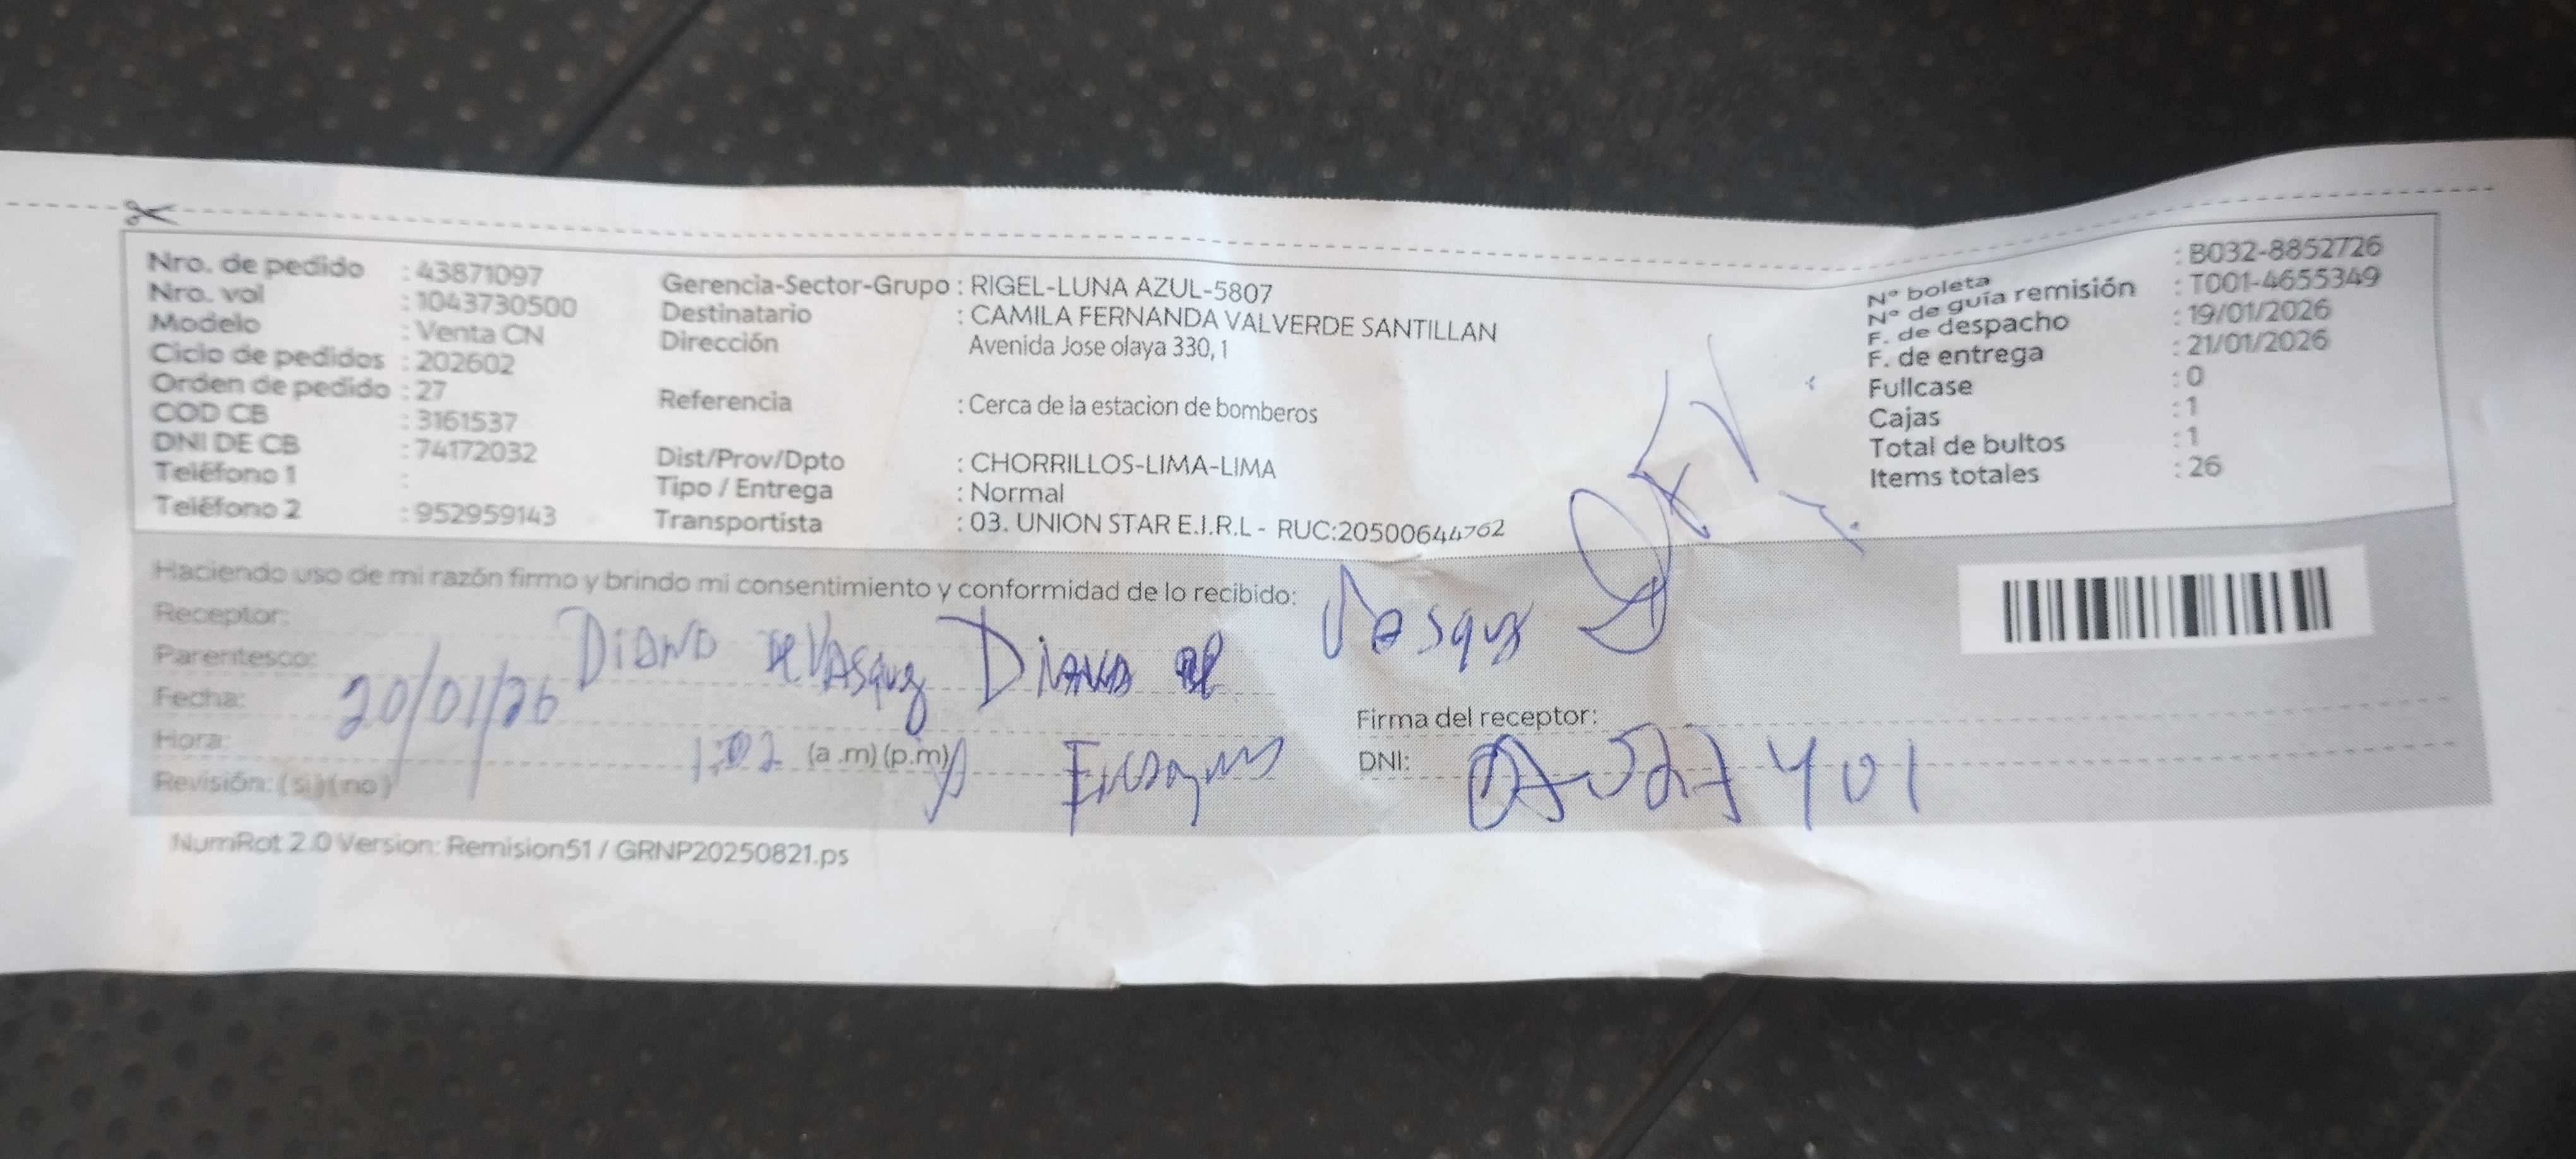 Nro. de pedido : 43871097
Nro. vol : 1043730500
Modelo : Venta CN
Ciclo de pedidos : 202602
Orden de pedido : 27
COD CB : 3161537
DNI DE CB : 74172032
Teléfono 1 :
Teléfono 2 : 952959143
Gerencia-Sector-Grupo : RIGEL-LUNA AZUL-5807
Destinatario : CAMILA FERNANDA VALVERDE SANTILLAN
Dirección Avenida Jose olaya 330, 1
Referencia : Cerca de la estacion de bomberos
Dist/Prov/Dpto : CHORRILLOS-LIMA-LIMA
Tipo / Entrega : Normal
Transportista : 03. UNION STAR E.I.R.L - RUC:20500644762
N° boleta : B032-8852726
N° de guía remisión : T001-4655349
F. de despacho : 19/01/2026
F. de entrega : 21/01/2026
Fullcase : 0
Cajas : 1
Total de bultos : 1
Items totales : 26
Haciendo uso de mi razón firmo y brindo mi consentimiento y conformidad de lo recibido:
Receptor:
Parentesco:
Fecha: 20/01/26
Hora: 1:02 (a .m) (p.m)
Revisión: (si) (no)
Firma del receptor:
DNI:
NumRot 2.0 Version: Remision51 / GRNP20250821.ps